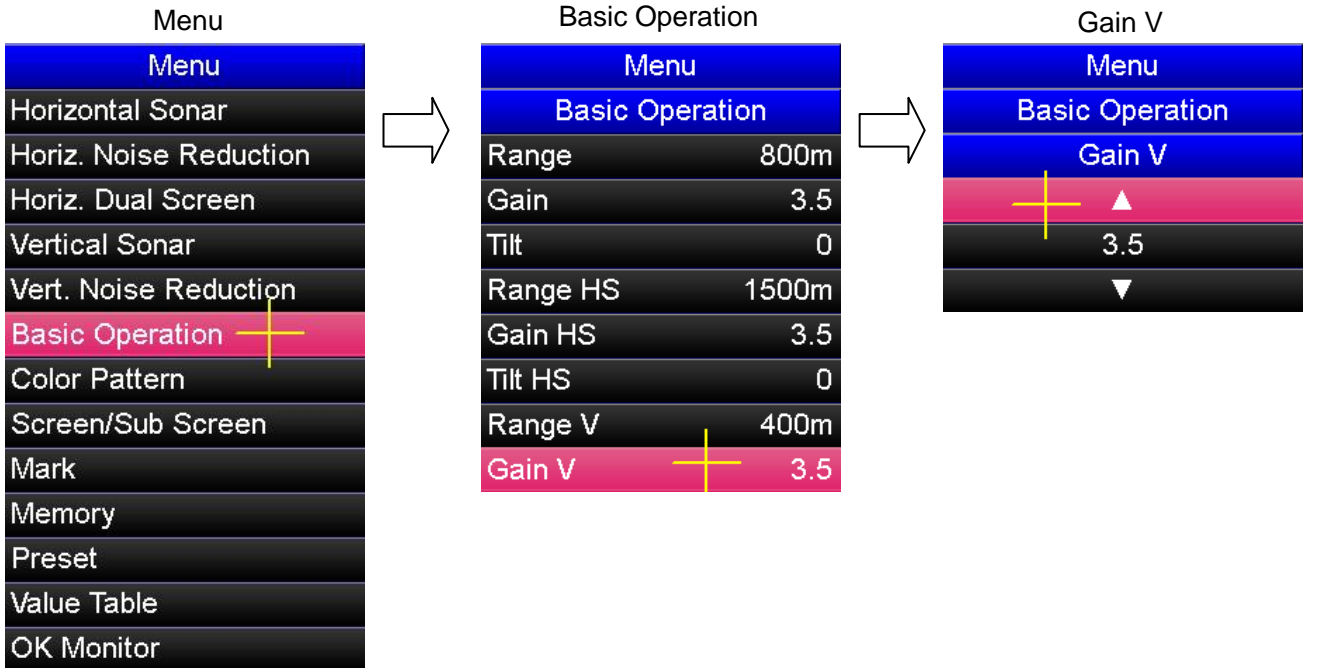 Menu
Menu
Horizontal Sonar
Horiz. Noise Reduction
Horiz. Dual Screen
Vertical Sonar
Vert. Noise Reduction
Basic Operation
Color Pattern
Screen/Sub Screen
Mark
Memory
Preset
Value Table
OK Monitor
Basic Operation
Menu
Basic Operation
Range 800m
Gain 3.5
Tilt 0
Range HS 1500m
Gain HS 3.5
Tilt HS 0
Range V 400m
Gain V 3.5
Gain V
Menu
Basic Operation
Gain V
▲
3.5
▼